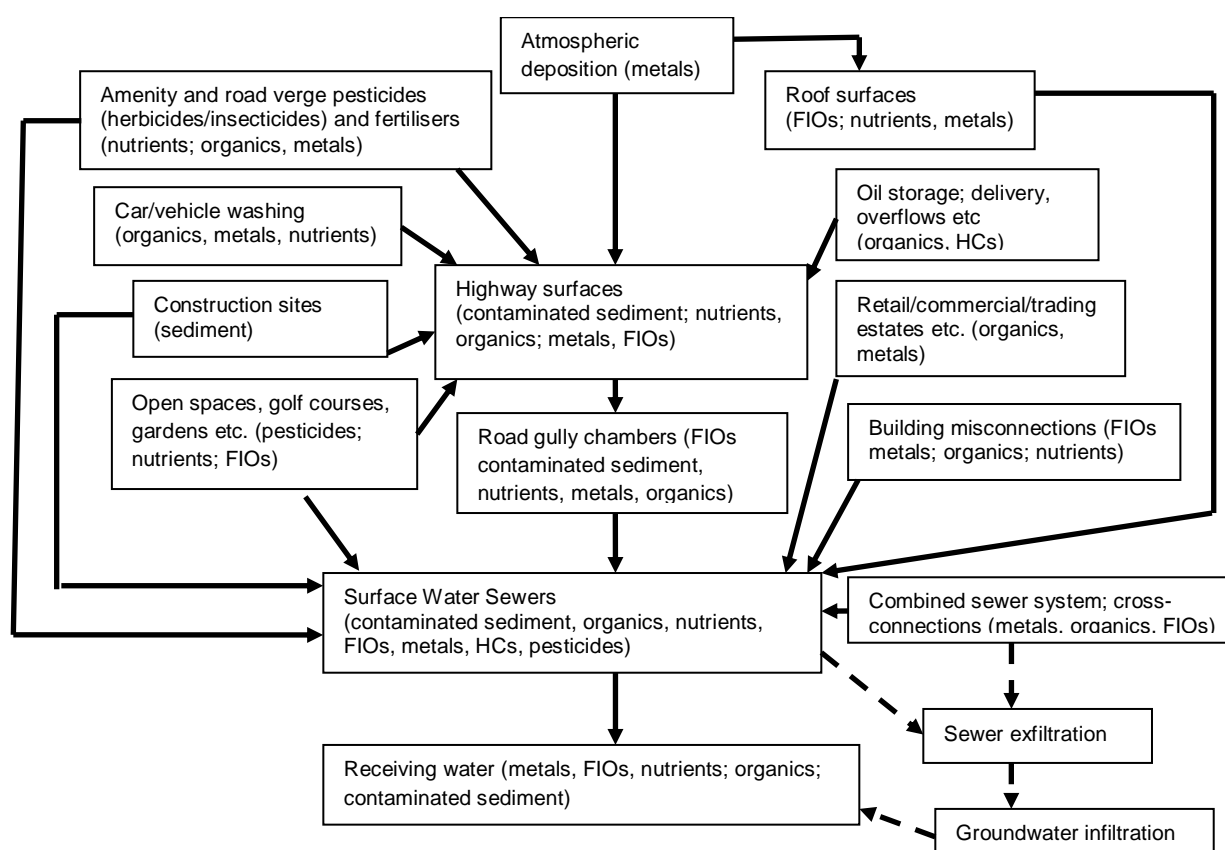 Atmospheric
deposition (metals)
Amenity and road verge pesticides
(herbicides/insecticides) and fertilisers
(nutrients; organics, metals)
Roof surfaces
(FIOs; nutrients, metals)
Car/vehicle washing
(organics, metals, nutrients)
Oil storage; delivery,
overflows etc
(organics, HCs)
Construction sites
(sediment)
Highway surfaces
(contaminated sediment; nutrients,
organics; metals, FIOs)
Retail/commercial/trading
estates etc. (organics,
metals)
Open spaces, golf courses,
gardens etc. (pesticides;
nutrients; FIOs)
Road gully chambers (FIOs
contaminated sediment,
nutrients, metals, organics)
Building misconnections (FIOs
metals; organics; nutrients)
Surface Water Sewers
(contaminated sediment, organics, nutrients,
FIOs, metals, HCs, pesticides)
Combined sewer system; cross-
connections (metals, organics, FIOs)
Sewer exfiltration
Receiving water (metals, FIOs, nutrients; organics;
contaminated sediment)
Groundwater infiltration